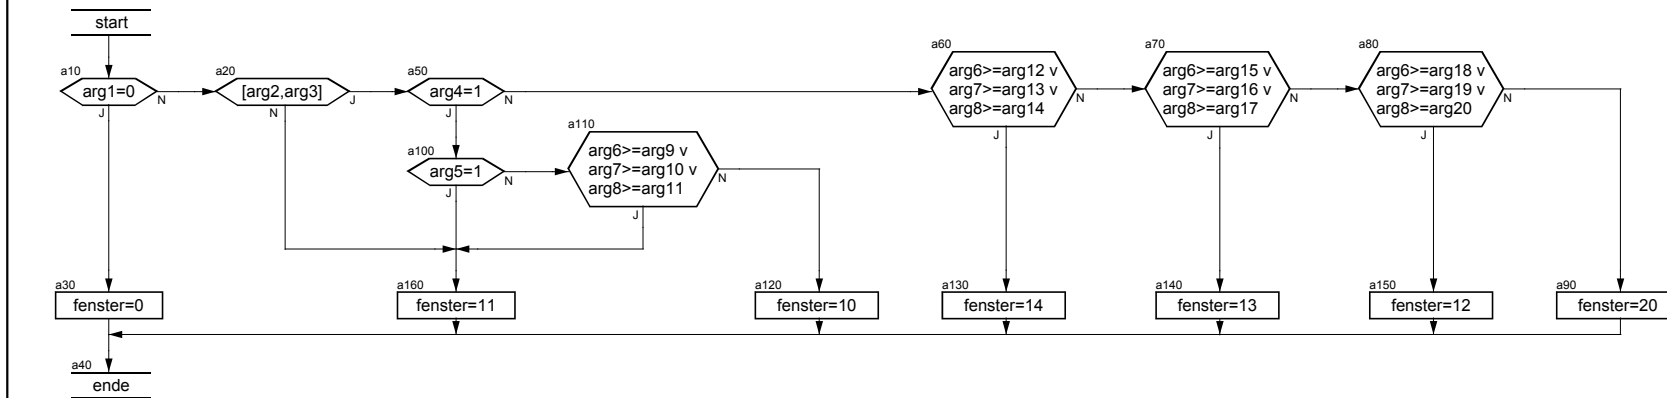 start
a10
arg1=0
N
J
a20
[arg2,arg3]
J
N
a50
arg4=1
N
J
a60
arg6>=arg12 v
arg7>=arg13 v
arg8>=arg14
N
J
a70
arg6>=arg15 v
arg7>=arg16 v
arg8>=arg17
N
J
a80
arg6>=arg18 v
arg7>=arg19 v
arg8>=arg20
N
J
a100
arg5=1
N
J
a110
arg6>=arg9 v
arg7>=arg10 v
arg8>=arg11
N
J
a30
fenster=0
a160
fenster=11
a120
fenster=10
a130
fenster=14
a140
fenster=13
a150
fenster=12
a90
fenster=20
a40
ende